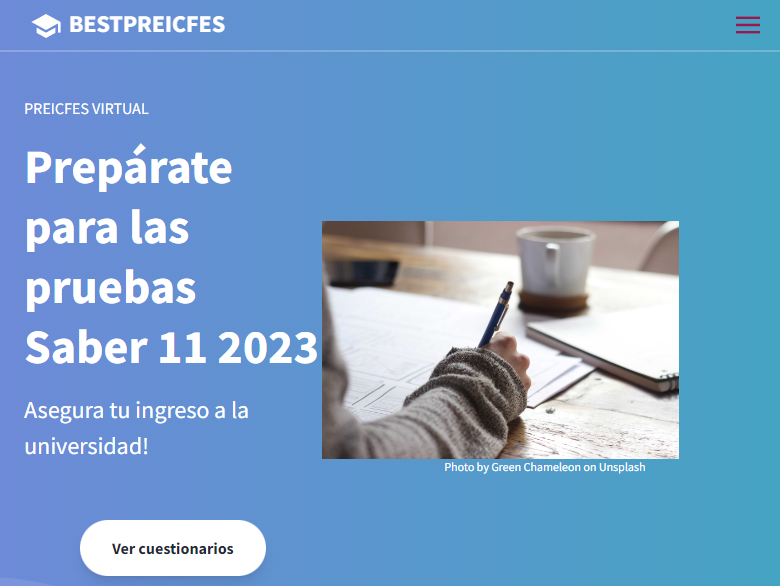 BESTPREICFES
PREICFES VIRTUAL
Prepárate
para las
pruebas
Saber 11 2023
Asegura tu ingreso a la
universidad!
Photo by Green Chameleon on Unsplash
Ver cuestionarios